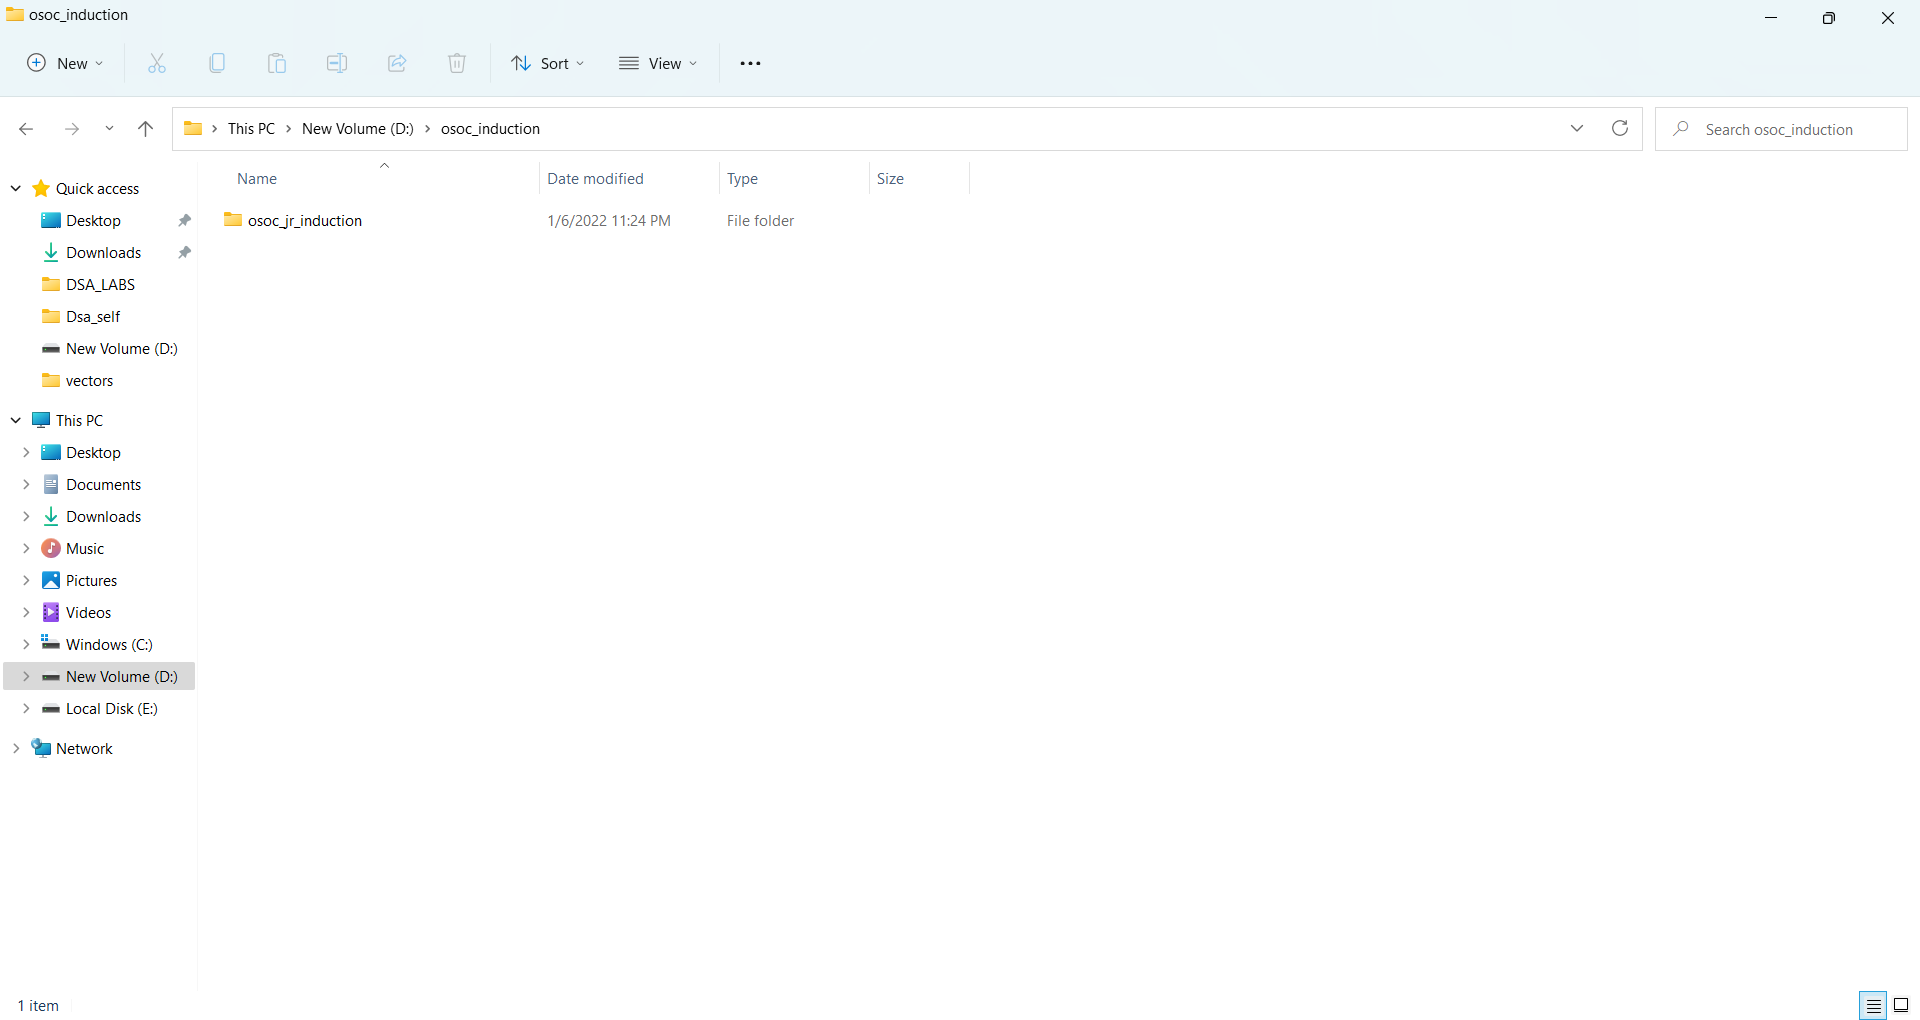 osoc_induction
New
Sort
View
This PC
New Volume (D:)
osoc_induction
Search osoc_induction
Name
Date modified
Type
Size
osoc_jr_induction
1/6/2022 11:24 PM
File folder
Quick access
Desktop
Downloads
DSA_LABS
Dsa_self
New Volume (D:)
vectors
This PC
Desktop
Documents
Downloads
Music
Pictures
Videos
Windows (C:)
New Volume (D:)
Local Disk (E:)
Network
1 item